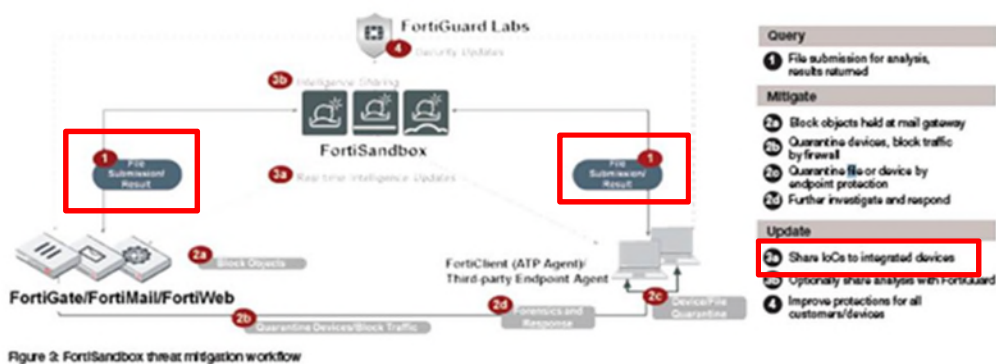 FortiGuard Labs
4 Security Updates
3b Intelligence Sharing
FortiSandbox
1
File
Submission/
Result
1
File
Submission/
Result
3a Real-time Intelligence Updates
2a Block Objects
FortiClient (ATP Agent)/
Third-party Endpoint Agent
FortiGate/FortiMail/FortiWeb
2b Quarantine Devices/Block Traffic
2d Forensics and
Response
2c Device/File
Quarantine
Figure 3: FortiSandbox threat mitigation workflow
Query
1 File submission for analysis,
results returned
Mitigate
2a Block objects held at mail gateway
2b Quarantine devices, block traffic
by firewall
2c Quarantine file or device by
endpoint protection
2d Further investigate and respond
Update
3a Share IoCs to integrated devices
3b Optionally share analysis with FortiGuard
4 Improve protections for all
customers/devices